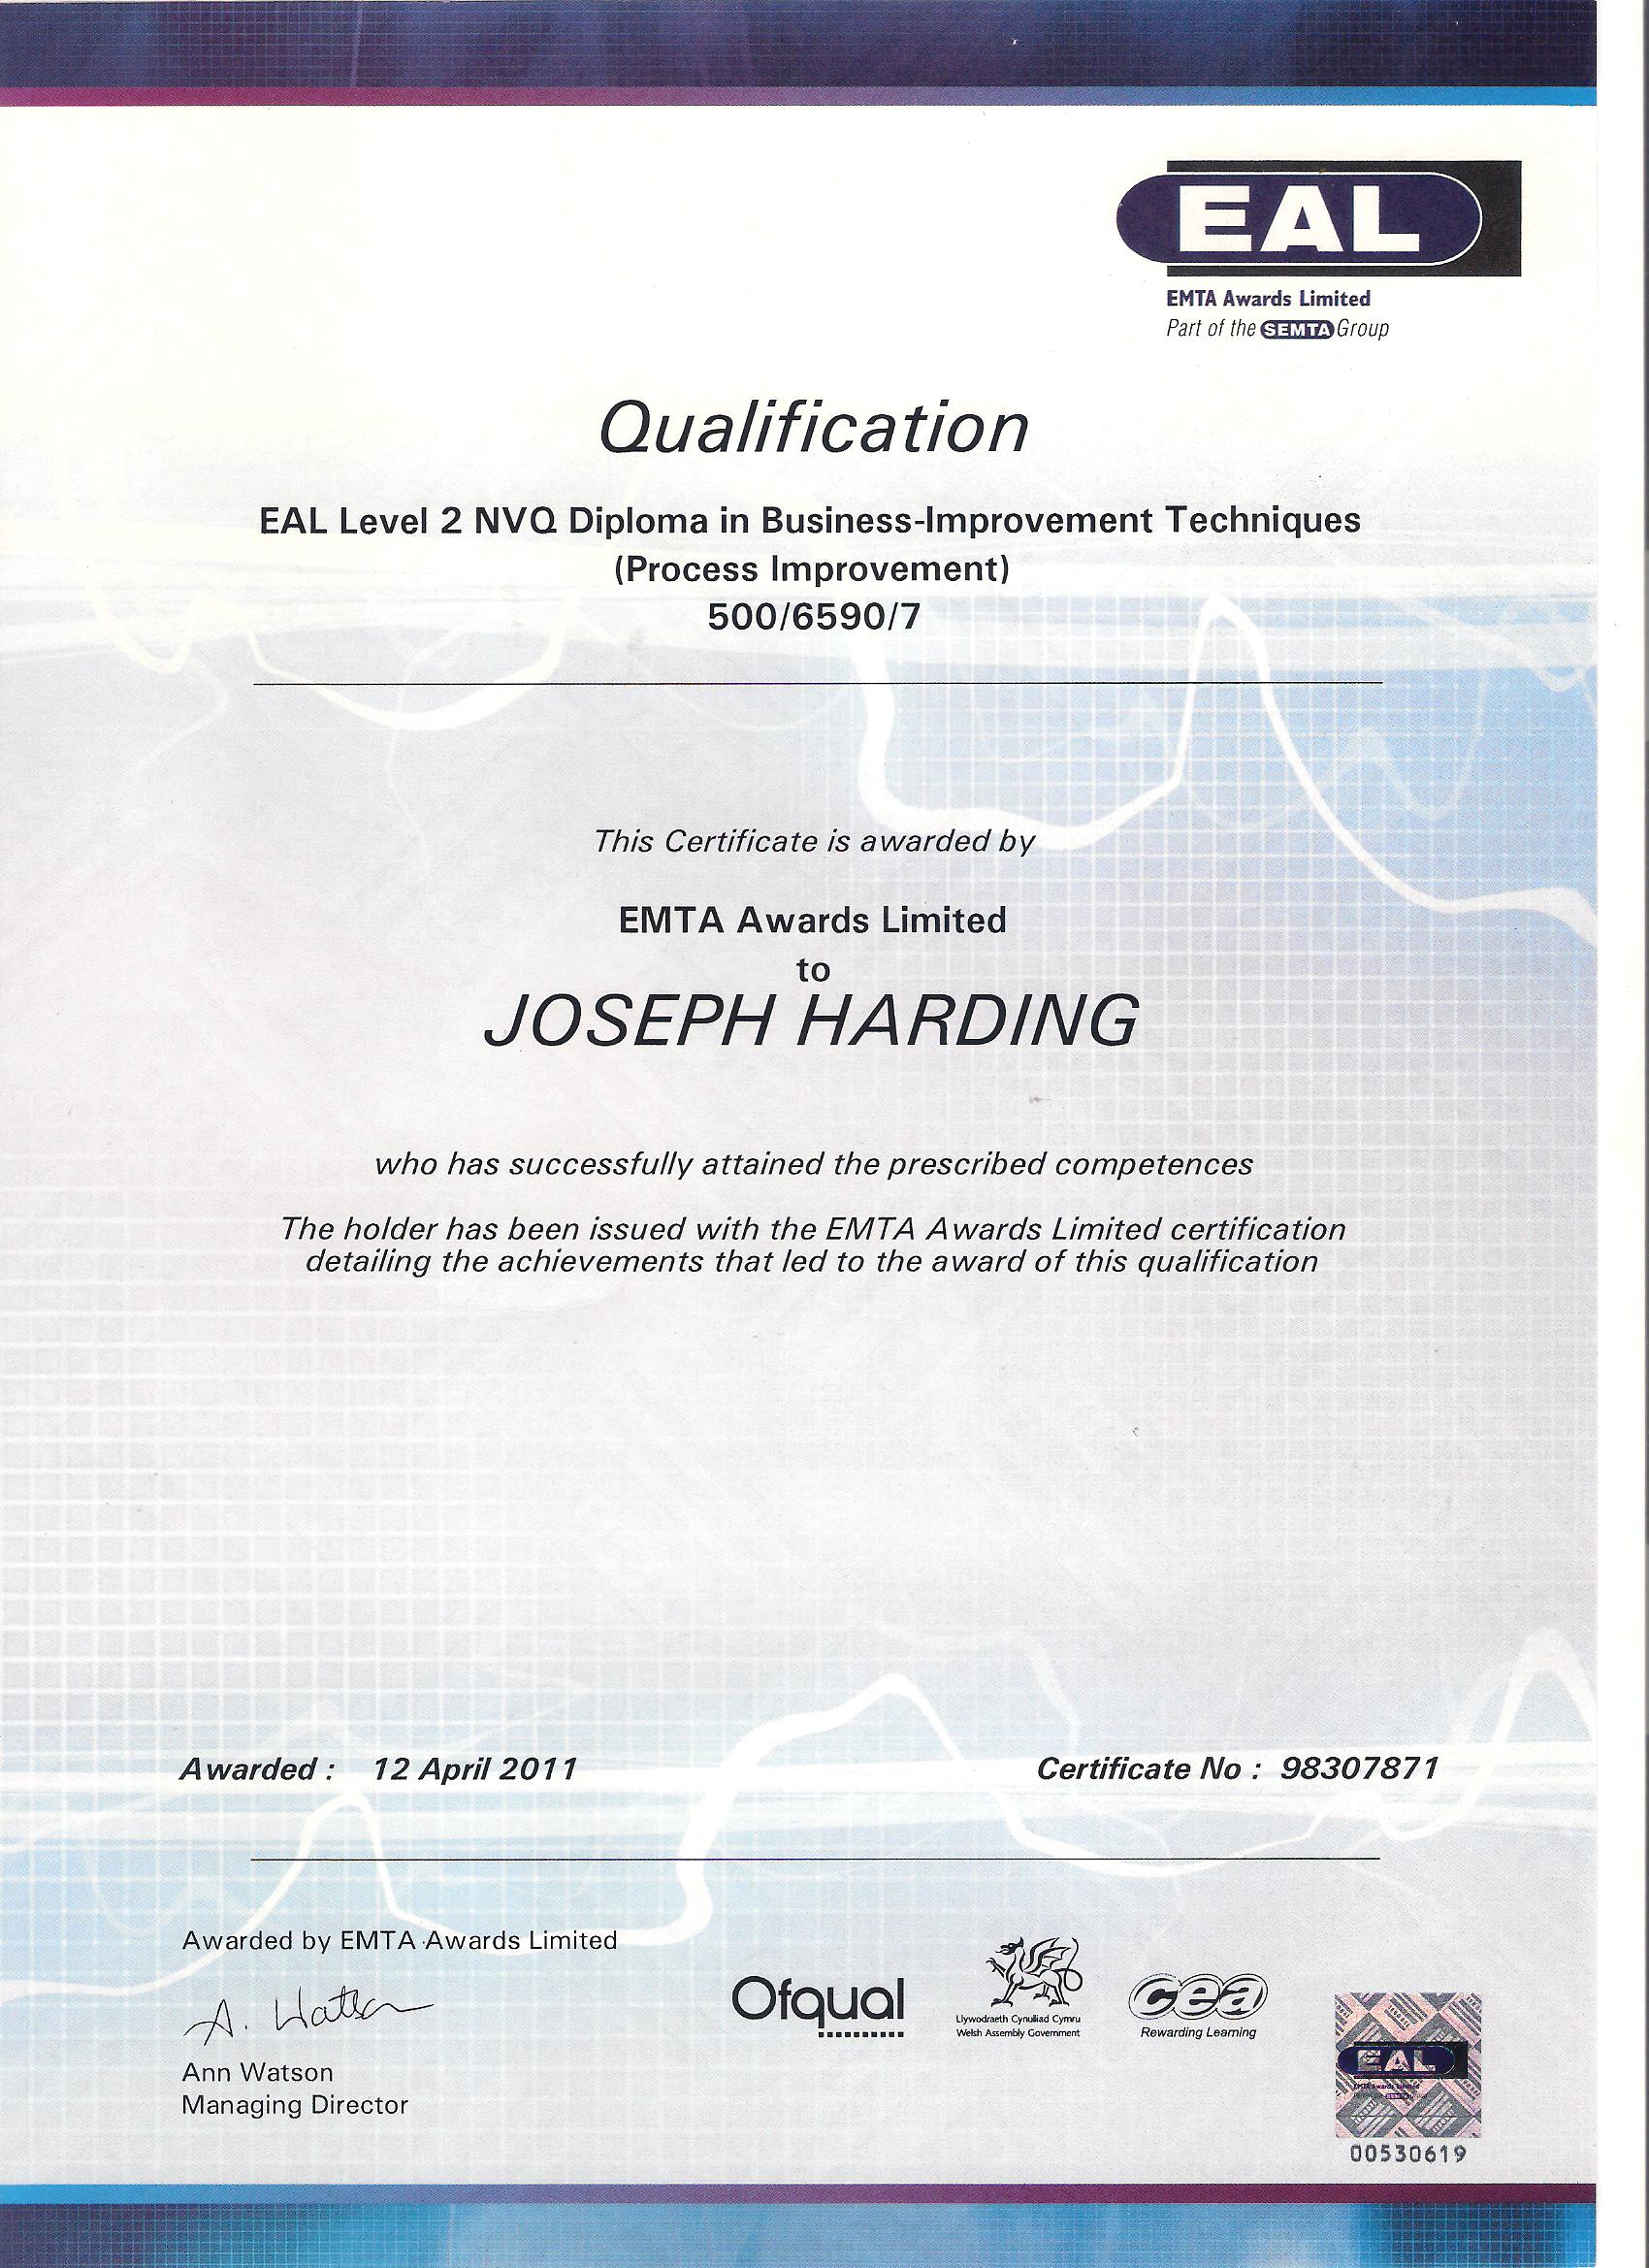 EAL
EMTA Awards Limited
Part of the SEMTA Group
Qualification
EAL Level 2 NVQ Diploma in Business-Improvement Techniques
(Process Improvement)
500/6590/7
This Certificate is awarded by
EMTA Awards Limited
to
JOSEPH HARDING
who has successfully attained the prescribed competences
The holder has been issued with the EMTA Awards Limited certification
detailing the achievements that led to the award of this qualification
Awarded : 12 April 2011
Certificate No : 98307871
Awarded by EMTA Awards Limited
A. Watson
Ann Watson
Managing Director
Ofqual
Llywodraeth Cynulliad Cymru
Welsh Assembly Government
cea
Rewarding Learning
EAL
EMTA Awards Limited
00530619